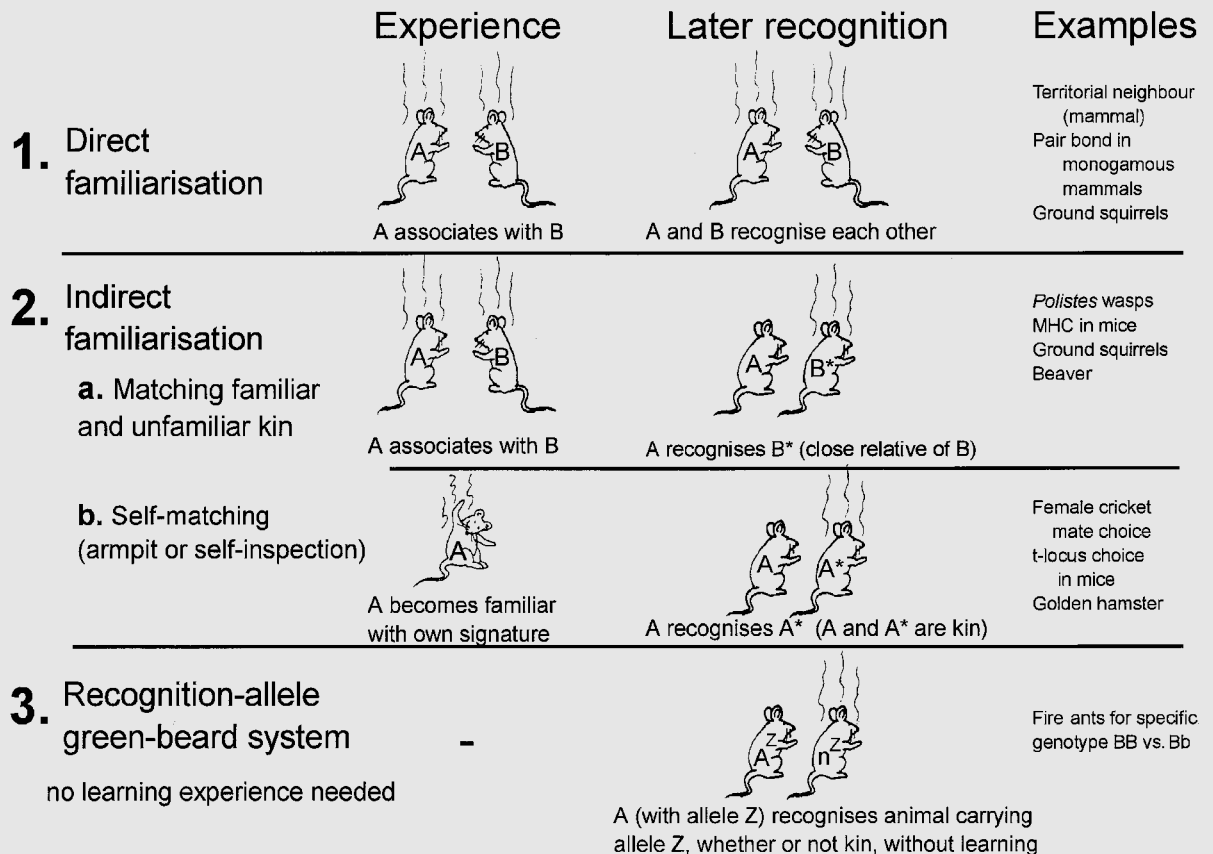 Experience
Later recognition
Examples
1. Direct
familiarisation
A
B
A associates with B
A
B
A and B recognise each other
Territorial neighbour
(mammal)
Pair bond in
monogamous
mammals
Ground squirrels
2. Indirect
familiarisation
a. Matching familiar
and unfamiliar kin
A
B
A associates with B
A
B*
A recognises B* (close relative of B)
Polistes wasps
MHC in mice
Ground squirrels
Beaver
b. Self-matching
(armpit or self-inspection)
A
A becomes familiar
with own signature
A
A*
A recognises A* (A and A* are kin)
Female cricket
mate choice
t-locus choice
in mice
Golden hamster
3. Recognition-allele
green-beard system
no learning experience needed
-
A Z
n Z
A (with allele Z) recognises animal carrying
allele Z, whether or not kin, without learning
Fire ants for specific
genotype BB vs. Bb